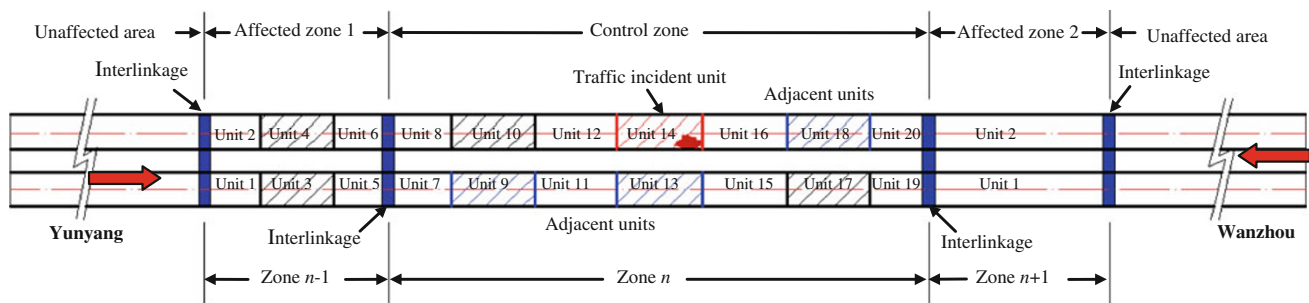 Unaffected area Affected zone 1 Control zone Affected zone 2 Unaffected area
Interlinkage Traffic incident unit Interlinkage
Adjacent units
Unit 2 Unit 4 Unit 6 Unit 8 Unit 10 Unit 12 Unit 14 Unit 16 Unit 18 Unit 20 Unit 2
Unit 1 Unit 3 Unit 5 Unit 7 Unit 9 Unit 11 Unit 13 Unit 15 Unit 17 Unit 19 Unit 1
Yunyang Interlinkage Adjacent units Interlinkage Wanzhou
Zone n-1 Zone n Zone n+1